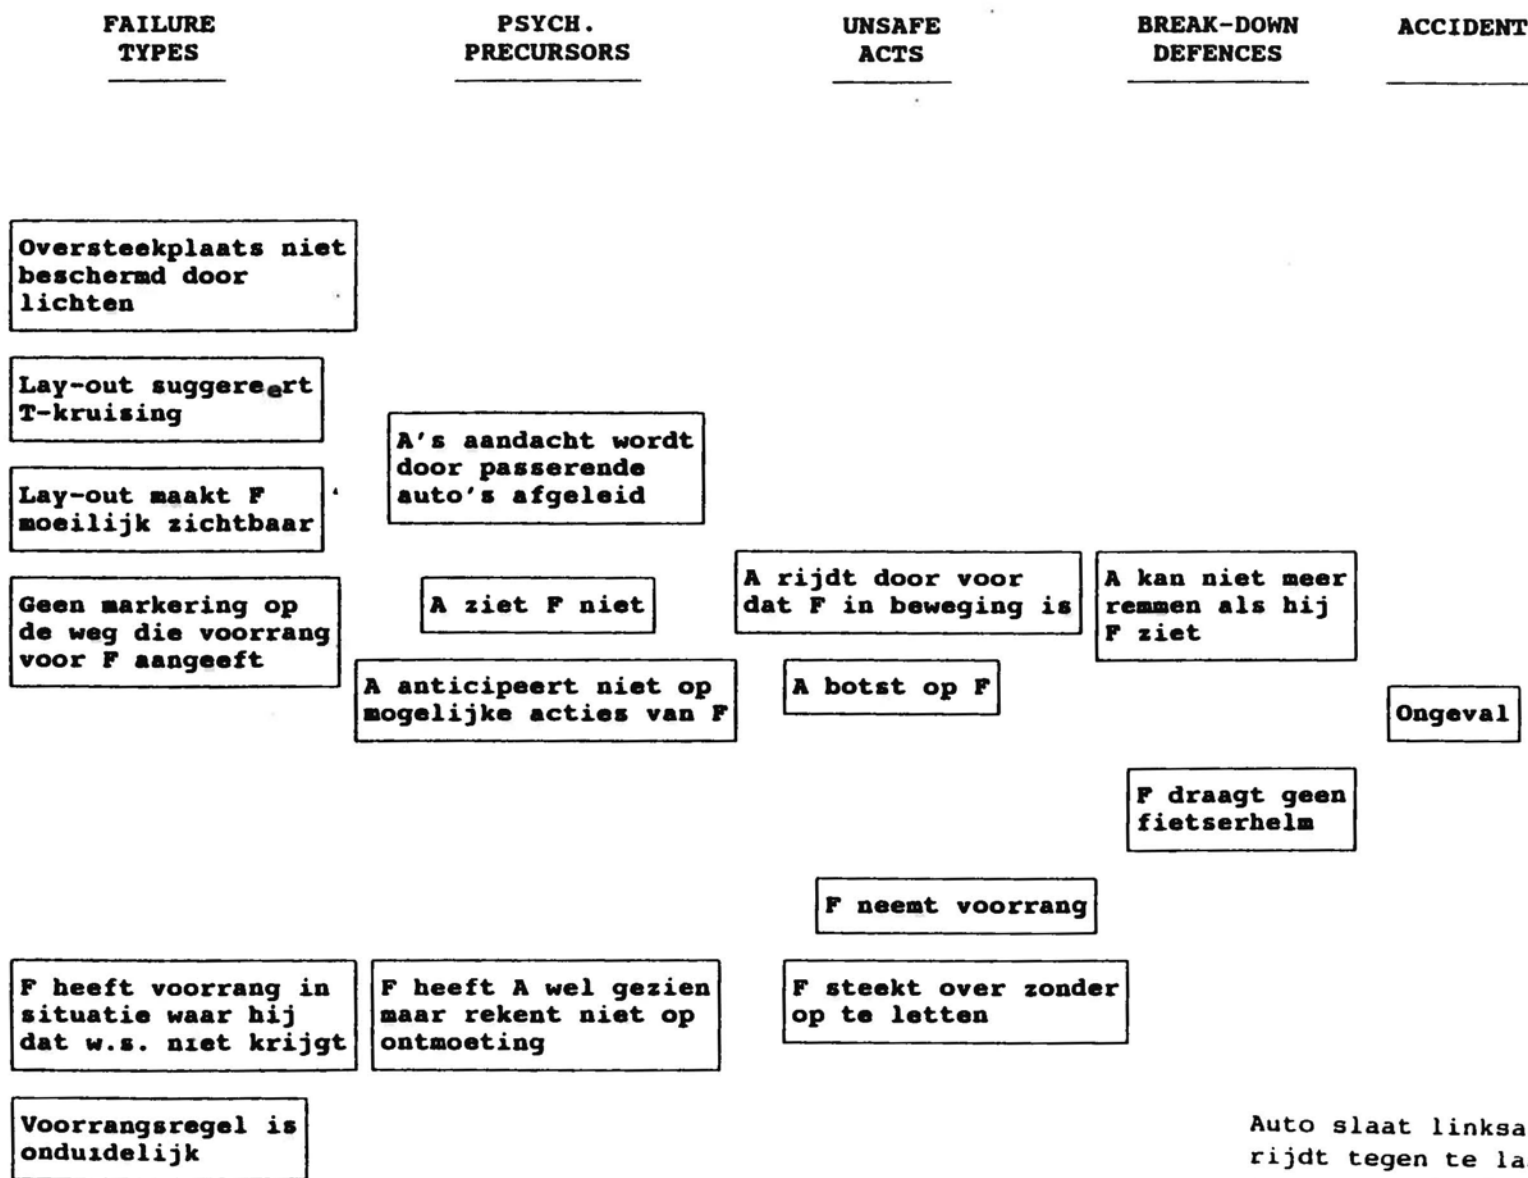 FAILURE
TYPES
PSYCH.
PRECURSORS
UNSAFE
ACTS
BREAK-DOWN
DEFENCES
ACCIDENT
Oversteekplaats niet
beschermd door
lichten
Lay-out suggereert
T-kruising
Lay-out maakt F
moeilijk zichtbaar
Geen markering op
de weg die voorrang
voor F aangeeft
F heeft voorrang in
situatie waar hij
dat w.s. niet krijgt
Voorrangsregel is
onduidelijk
A's aandacht wordt
door passerende
auto's afgeleid
A ziet F niet
A anticipeert niet op
mogelijke acties van F
F heeft A wel gezien
maar rekent niet op
ontmoeting
A rijdt door voor
dat F in beweging is
A botst op F
F neemt voorrang
F steekt over zonder
op te letten
A kan niet meer
remmen als hij
F ziet
F draagt geen
fietserhelm
Ongeval
Auto slaat linksa
rijdt tegen te la